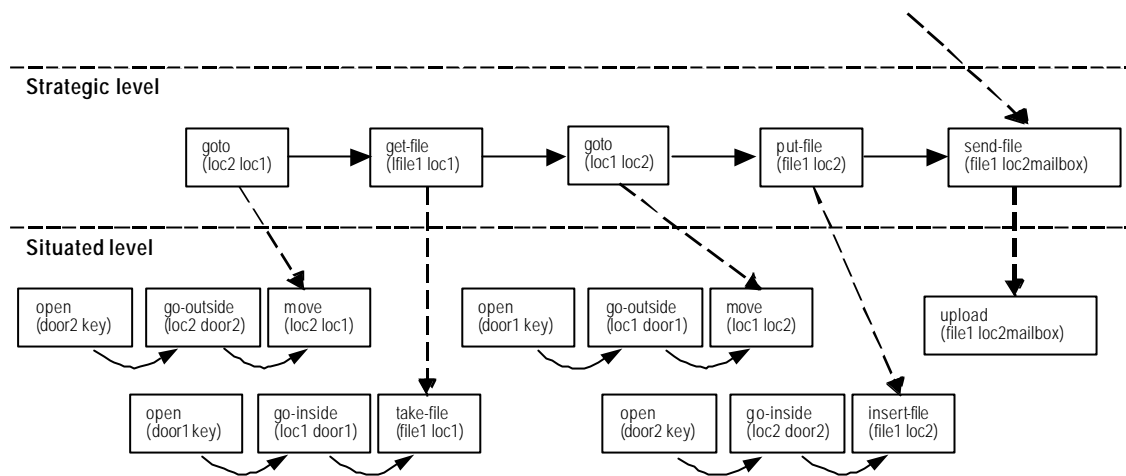 Strategic level
goto
(loc2 loc1)
get-file
(lfile1 loc1)
goto
(loc1 loc2)
put-file
(file1 loc2)
send-file
(file1 loc2mailbox)
Situated level
open
(door2 key)
go-outside
(loc2 door2)
move
(loc2 loc1)
open
(door1 key)
go-outside
(loc1 door1)
move
(loc1 loc2)
upload
(file1 loc2mailbox)
open
(door1 key)
go-inside
(loc1 door1)
take-file
(file1 loc1)
open
(door2 key)
go-inside
(loc2 door2)
insert-file
(file1 loc2)